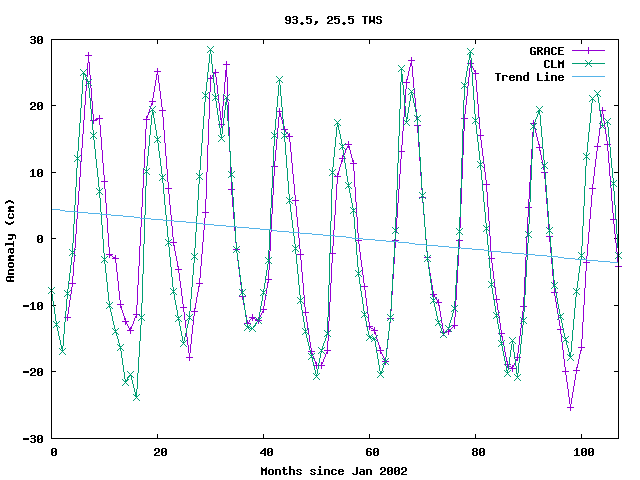 93.5, 25.5 TWS
GRACE
CLM
Trend Line
30
20
10
0
-10
-20
-30
Anomaly (cm)
0 20 40 60 80 100
Months since Jan 2002